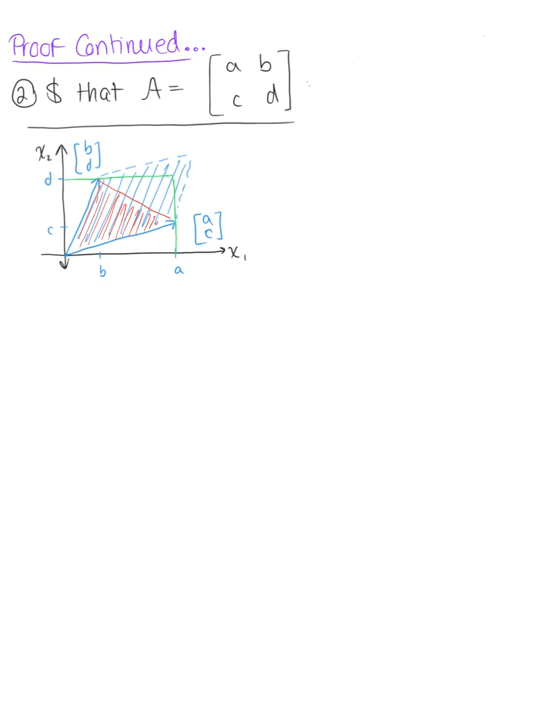 Proof Continued...
② $ that A = [a b
c d]
x₂ [b
d]
d
c [a
c]
x₁
b a